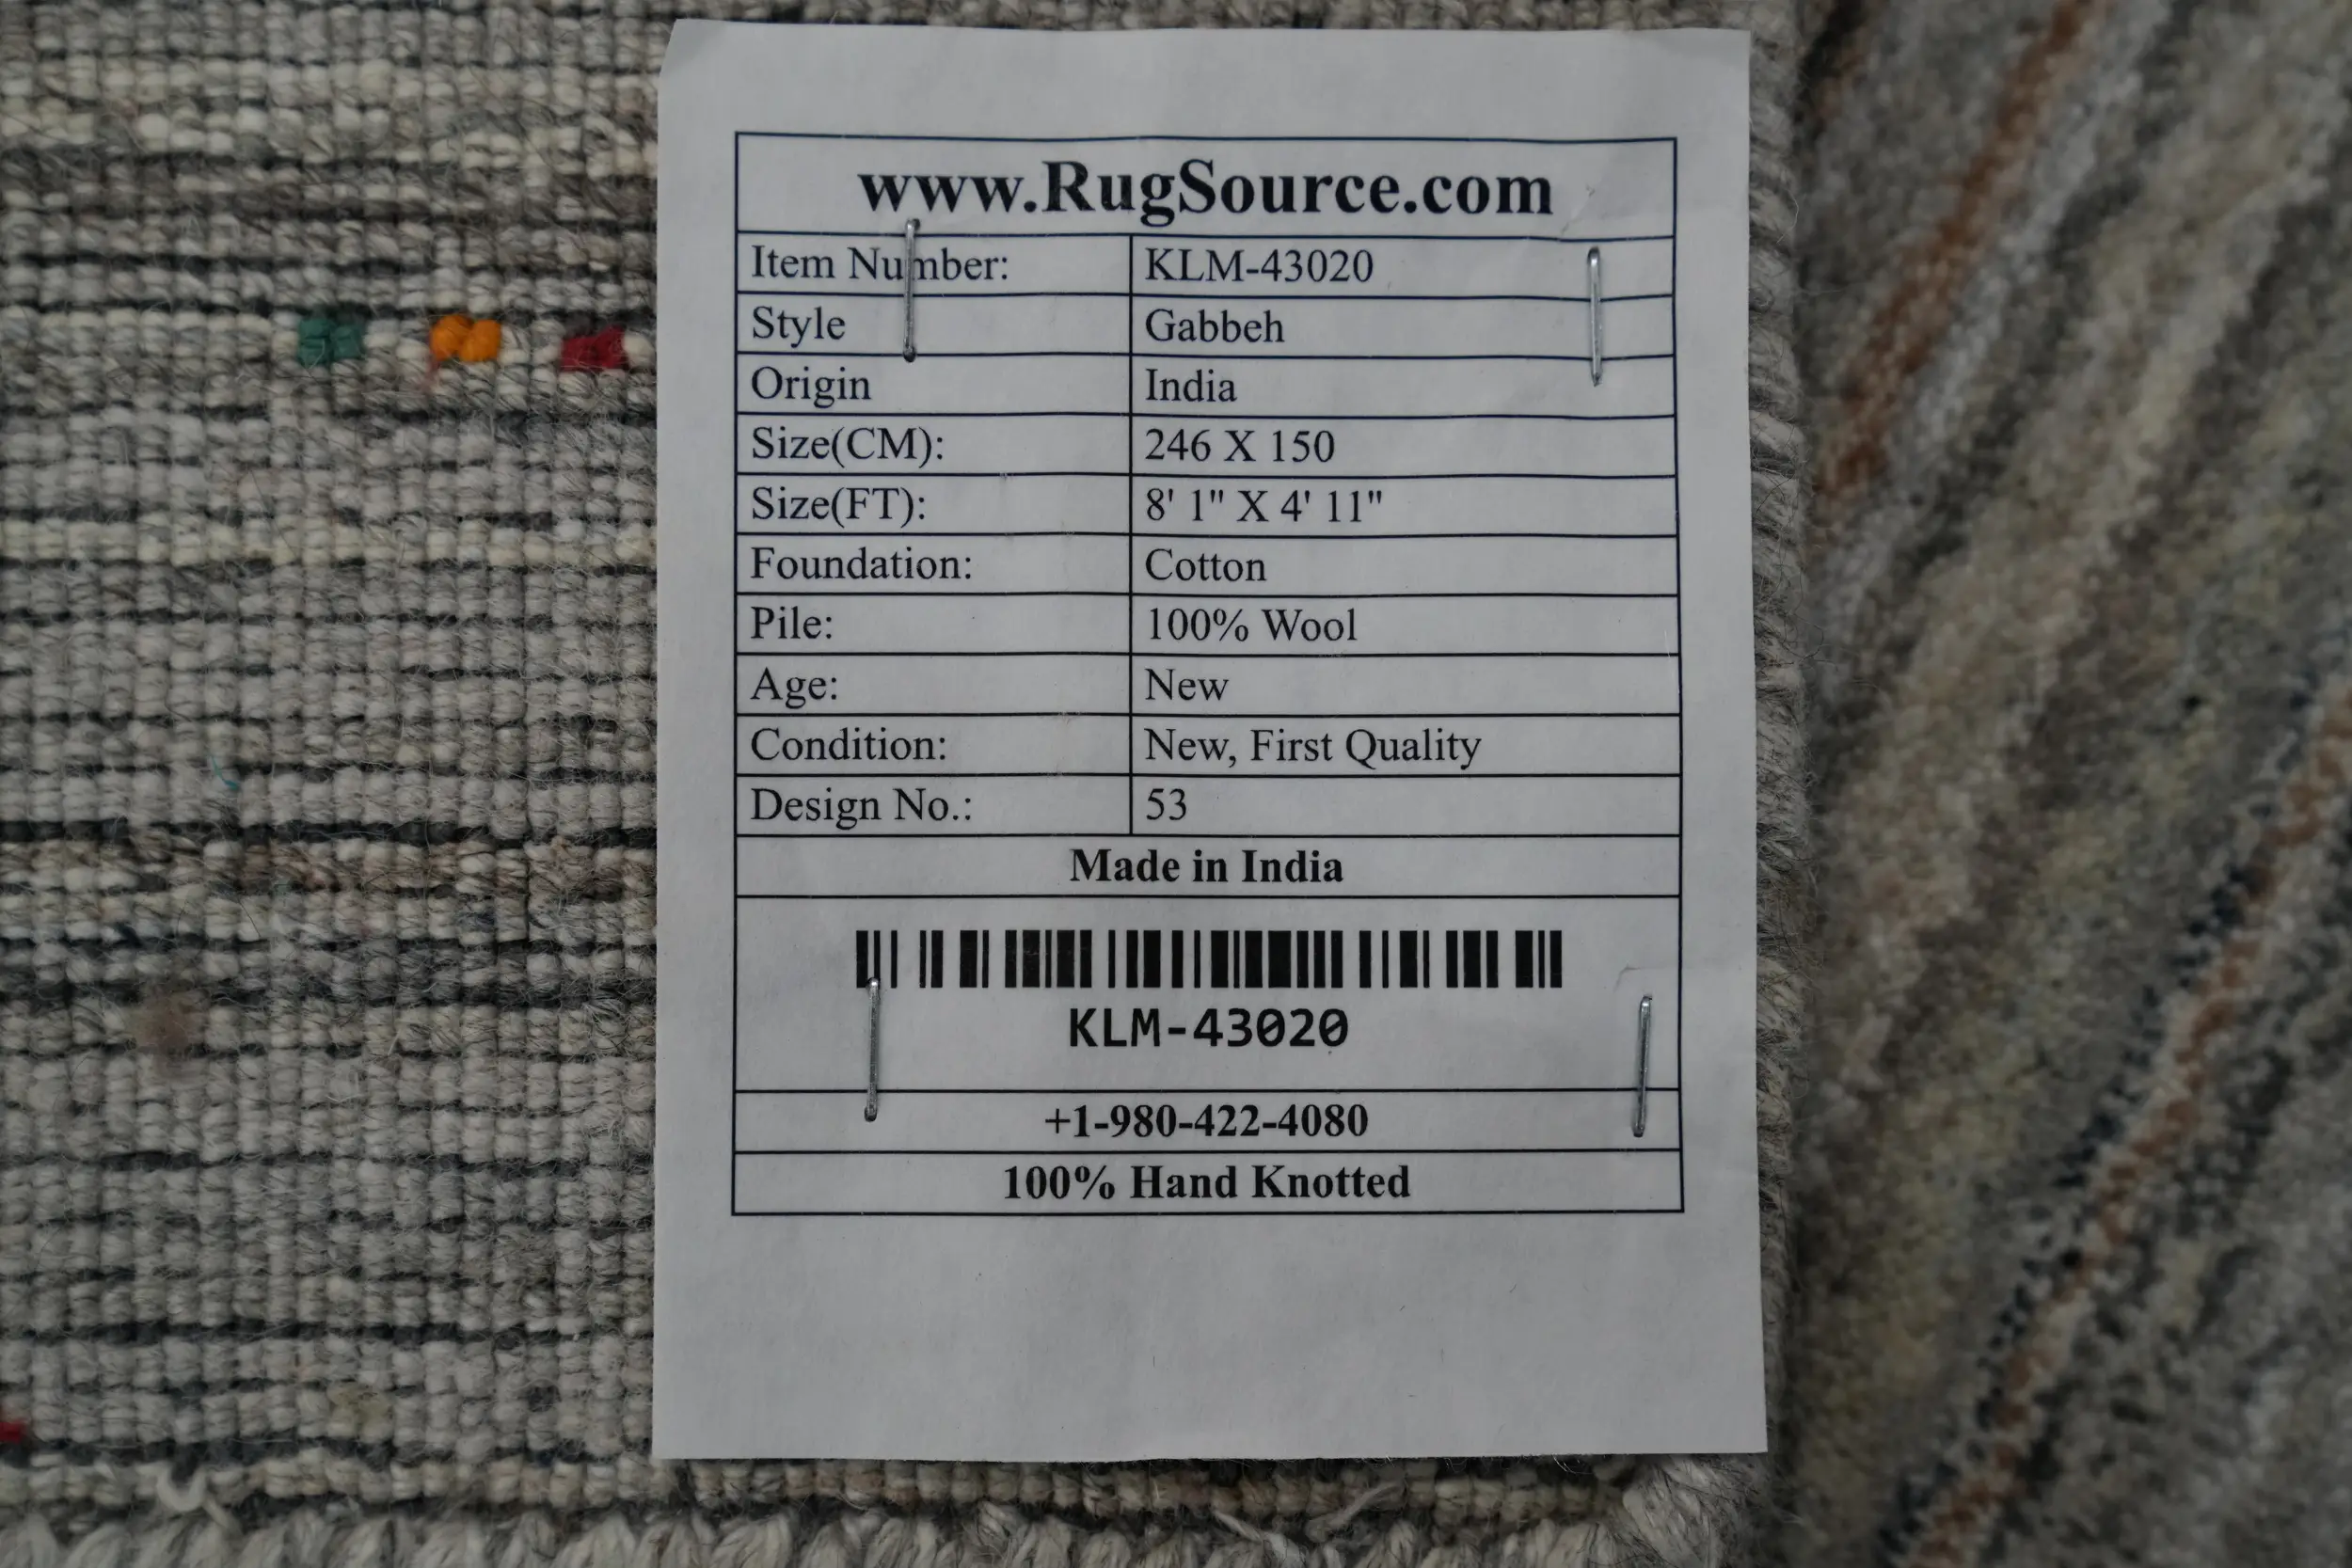 www.RugSource.com
Item Number: KLM-43020
Style Gabbeh
Origin India
Size(CM): 246 X 150
Size(FT): 8' 1" X 4' 11"
Foundation: Cotton
Pile: 100% Wool
Age: New
Condition: New, First Quality
Design No.: 53
Made in India
KLM-43020
+1-980-422-4080
100% Hand Knotted